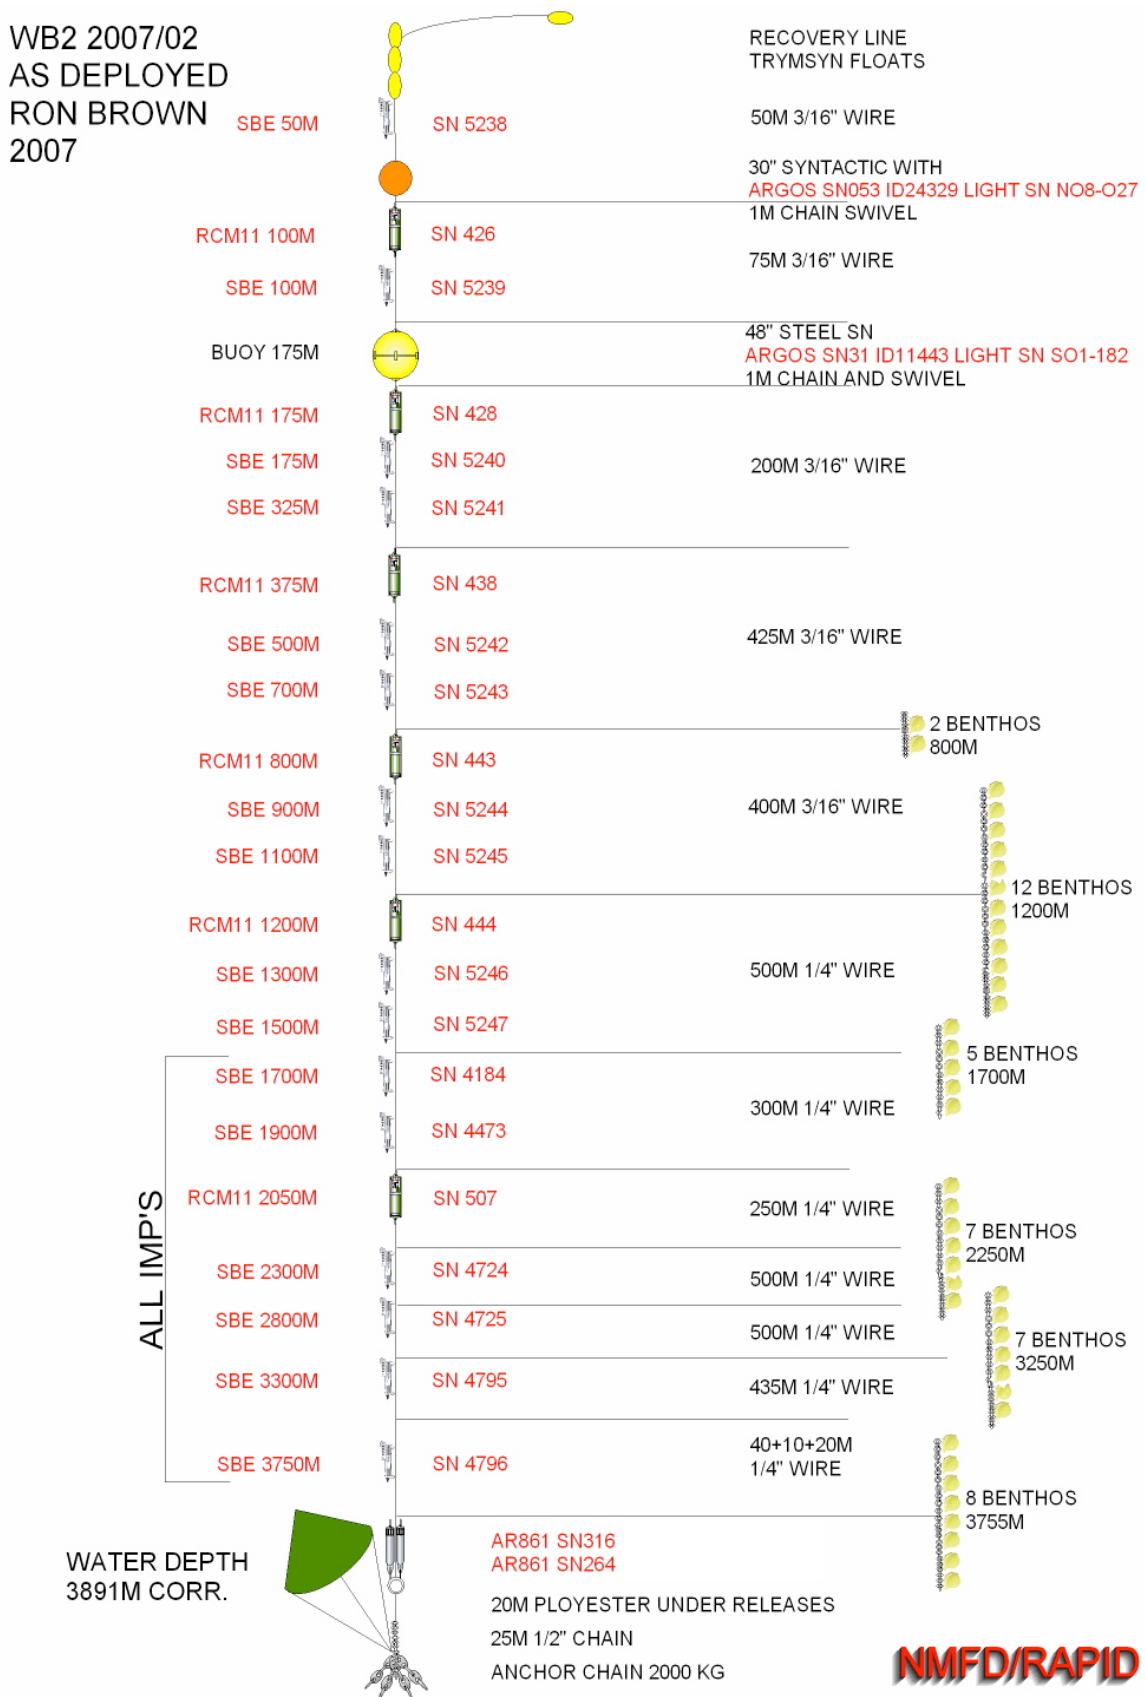 WB2 2007/02
AS DEPLOYED
RON BROWN
2007
RECOVERY LINE
TRYMSYN FLOATS
SBE 50M
SN 5238
50M 3/16" WIRE
30" SYNTACTIC WITH
ARGOS SN053 ID24329 LIGHT SN NO8-O27
1M CHAIN SWIVEL
RCM11 100M
SN 426
75M 3/16" WIRE
SBE 100M
SN 5239
48" STEEL SN
BUOY 175M
ARGOS SN31 ID11443 LIGHT SN SO1-182
1M CHAIN AND SWIVEL
RCM11 175M
SN 428
SBE 175M
SN 5240
200M 3/16" WIRE
SBE 325M
SN 5241
RCM11 375M
SN 438
SBE 500M
SN 5242
425M 3/16" WIRE
SBE 700M
SN 5243
2 BENTHOS
800M
RCM11 800M
SN 443
SBE 900M
SN 5244
400M 3/16" WIRE
SBE 1100M
SN 5245
12 BENTHOS
1200M
RCM11 1200M
SN 444
SBE 1300M
SN 5246
500M 1/4" WIRE
SBE 1500M
SN 5247
5 BENTHOS
1700M
SBE 1700M
SN 4184
300M 1/4" WIRE
SBE 1900M
SN 4473
ALL IMP'S
RCM11 2050M
SN 507
250M 1/4" WIRE
7 BENTHOS
2250M
SBE 2300M
SN 4724
500M 1/4" WIRE
SBE 2800M
SN 4725
500M 1/4" WIRE
7 BENTHOS
3250M
SBE 3300M
SN 4795
435M 1/4" WIRE
40+10+20M
1/4" WIRE
SBE 3750M
SN 4796
8 BENTHOS
3755M
AR861 SN316
AR861 SN264
WATER DEPTH
3891M CORR.
20M PLOYESTER UNDER RELEASES
25M 1/2" CHAIN
ANCHOR CHAIN 2000 KG
NMFD/RAPID